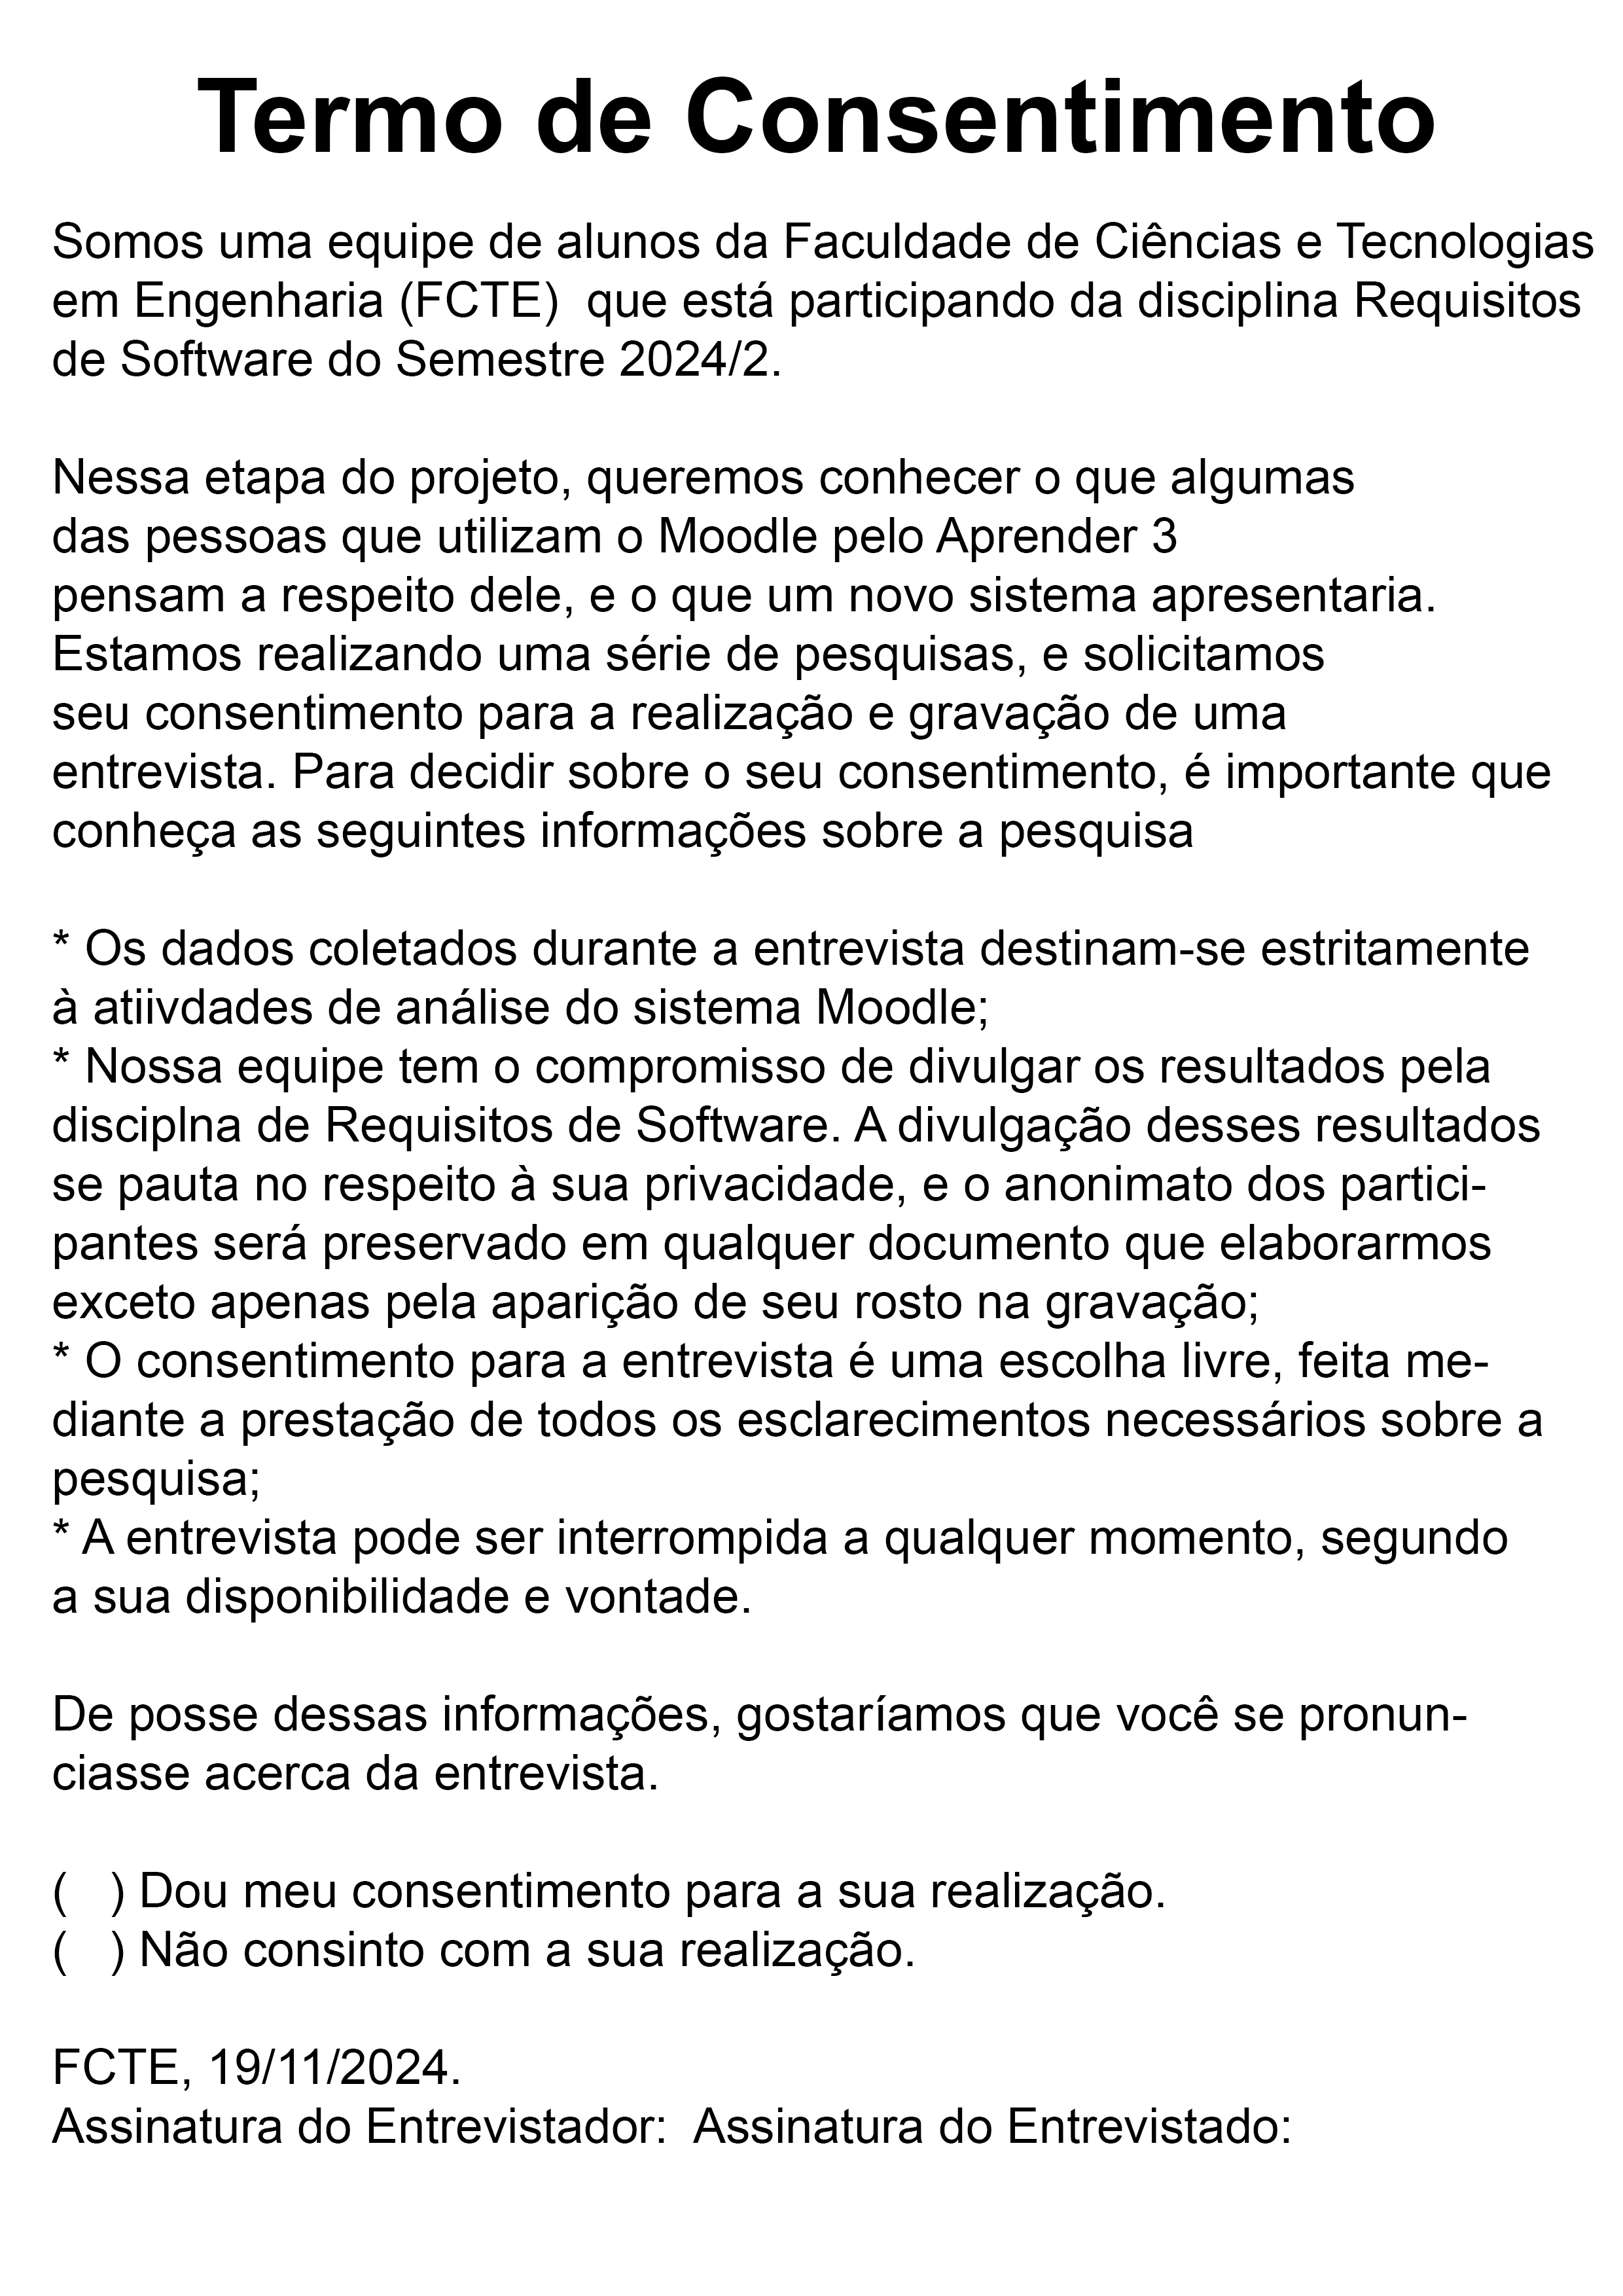 Termo de Consentimento
Somos uma equipe de alunos da Faculdade de Ciências e Tecnologias
em Engenharia (FCTE)  que está participando da disciplina Requisitos
de Software do Semestre 2024/2.
Nessa etapa do projeto, queremos conhecer o que algumas
das pessoas que utilizam o Moodle pelo Aprender 3
pensam a respeito dele, e o que um novo sistema apresentaria.
Estamos realizando uma série de pesquisas, e solicitamos
seu consentimento para a realização e gravação de uma
entrevista. Para decidir sobre o seu consentimento, é importante que
conheça as seguintes informações sobre a pesquisa
* Os dados coletados durante a entrevista destinam-se estritamente
à atiivdades de análise do sistema Moodle;
* Nossa equipe tem o compromisso de divulgar os resultados pela
disciplna de Requisitos de Software. A divulgação desses resultados
se pauta no respeito à sua privacidade, e o anonimato dos partici-
pantes será preservado em qualquer documento que elaborarmos
exceto apenas pela aparição de seu rosto na gravação;
* O consentimento para a entrevista é uma escolha livre, feita me-
diante a prestação de todos os esclarecimentos necessários sobre a
pesquisa;
* A entrevista pode ser interrompida a qualquer momento, segundo
a sua disponibilidade e vontade.
De posse dessas informações, gostaríamos que você se pronun-
ciasse acerca da entrevista.
(   ) Dou meu consentimento para a sua realização.
(   ) Não consinto com a sua realização.
FCTE, 19/11/2024.
Assinatura do Entrevistador:  Assinatura do Entrevistado: